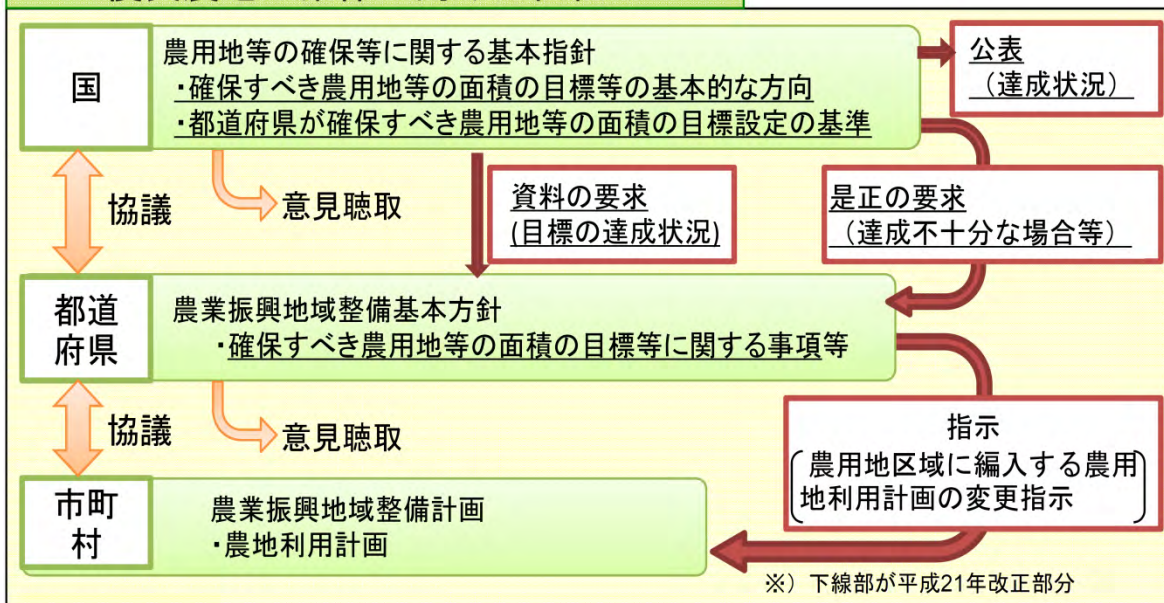 国
農用地等の確保等に関する基本指針
・確保すべき農用地等の面積の目標等の基本的な方向
・都道府県が確保すべき農用地等の面積の目標設定の基準
公表
（達成状況）
協議
意見聴取
資料の要求
(目標の達成状況)
是正の要求
（達成不十分な場合等）
都道
府県
農業振興地域整備基本方針
・確保すべき農用地等の面積の目標等に関する事項等
協議
意見聴取
指示
農用地区域に編入する農用
地利用計画の変更指示
市町
村
農業振興地域整備計画
・農地利用計画
※）下線部が平成21年改正部分